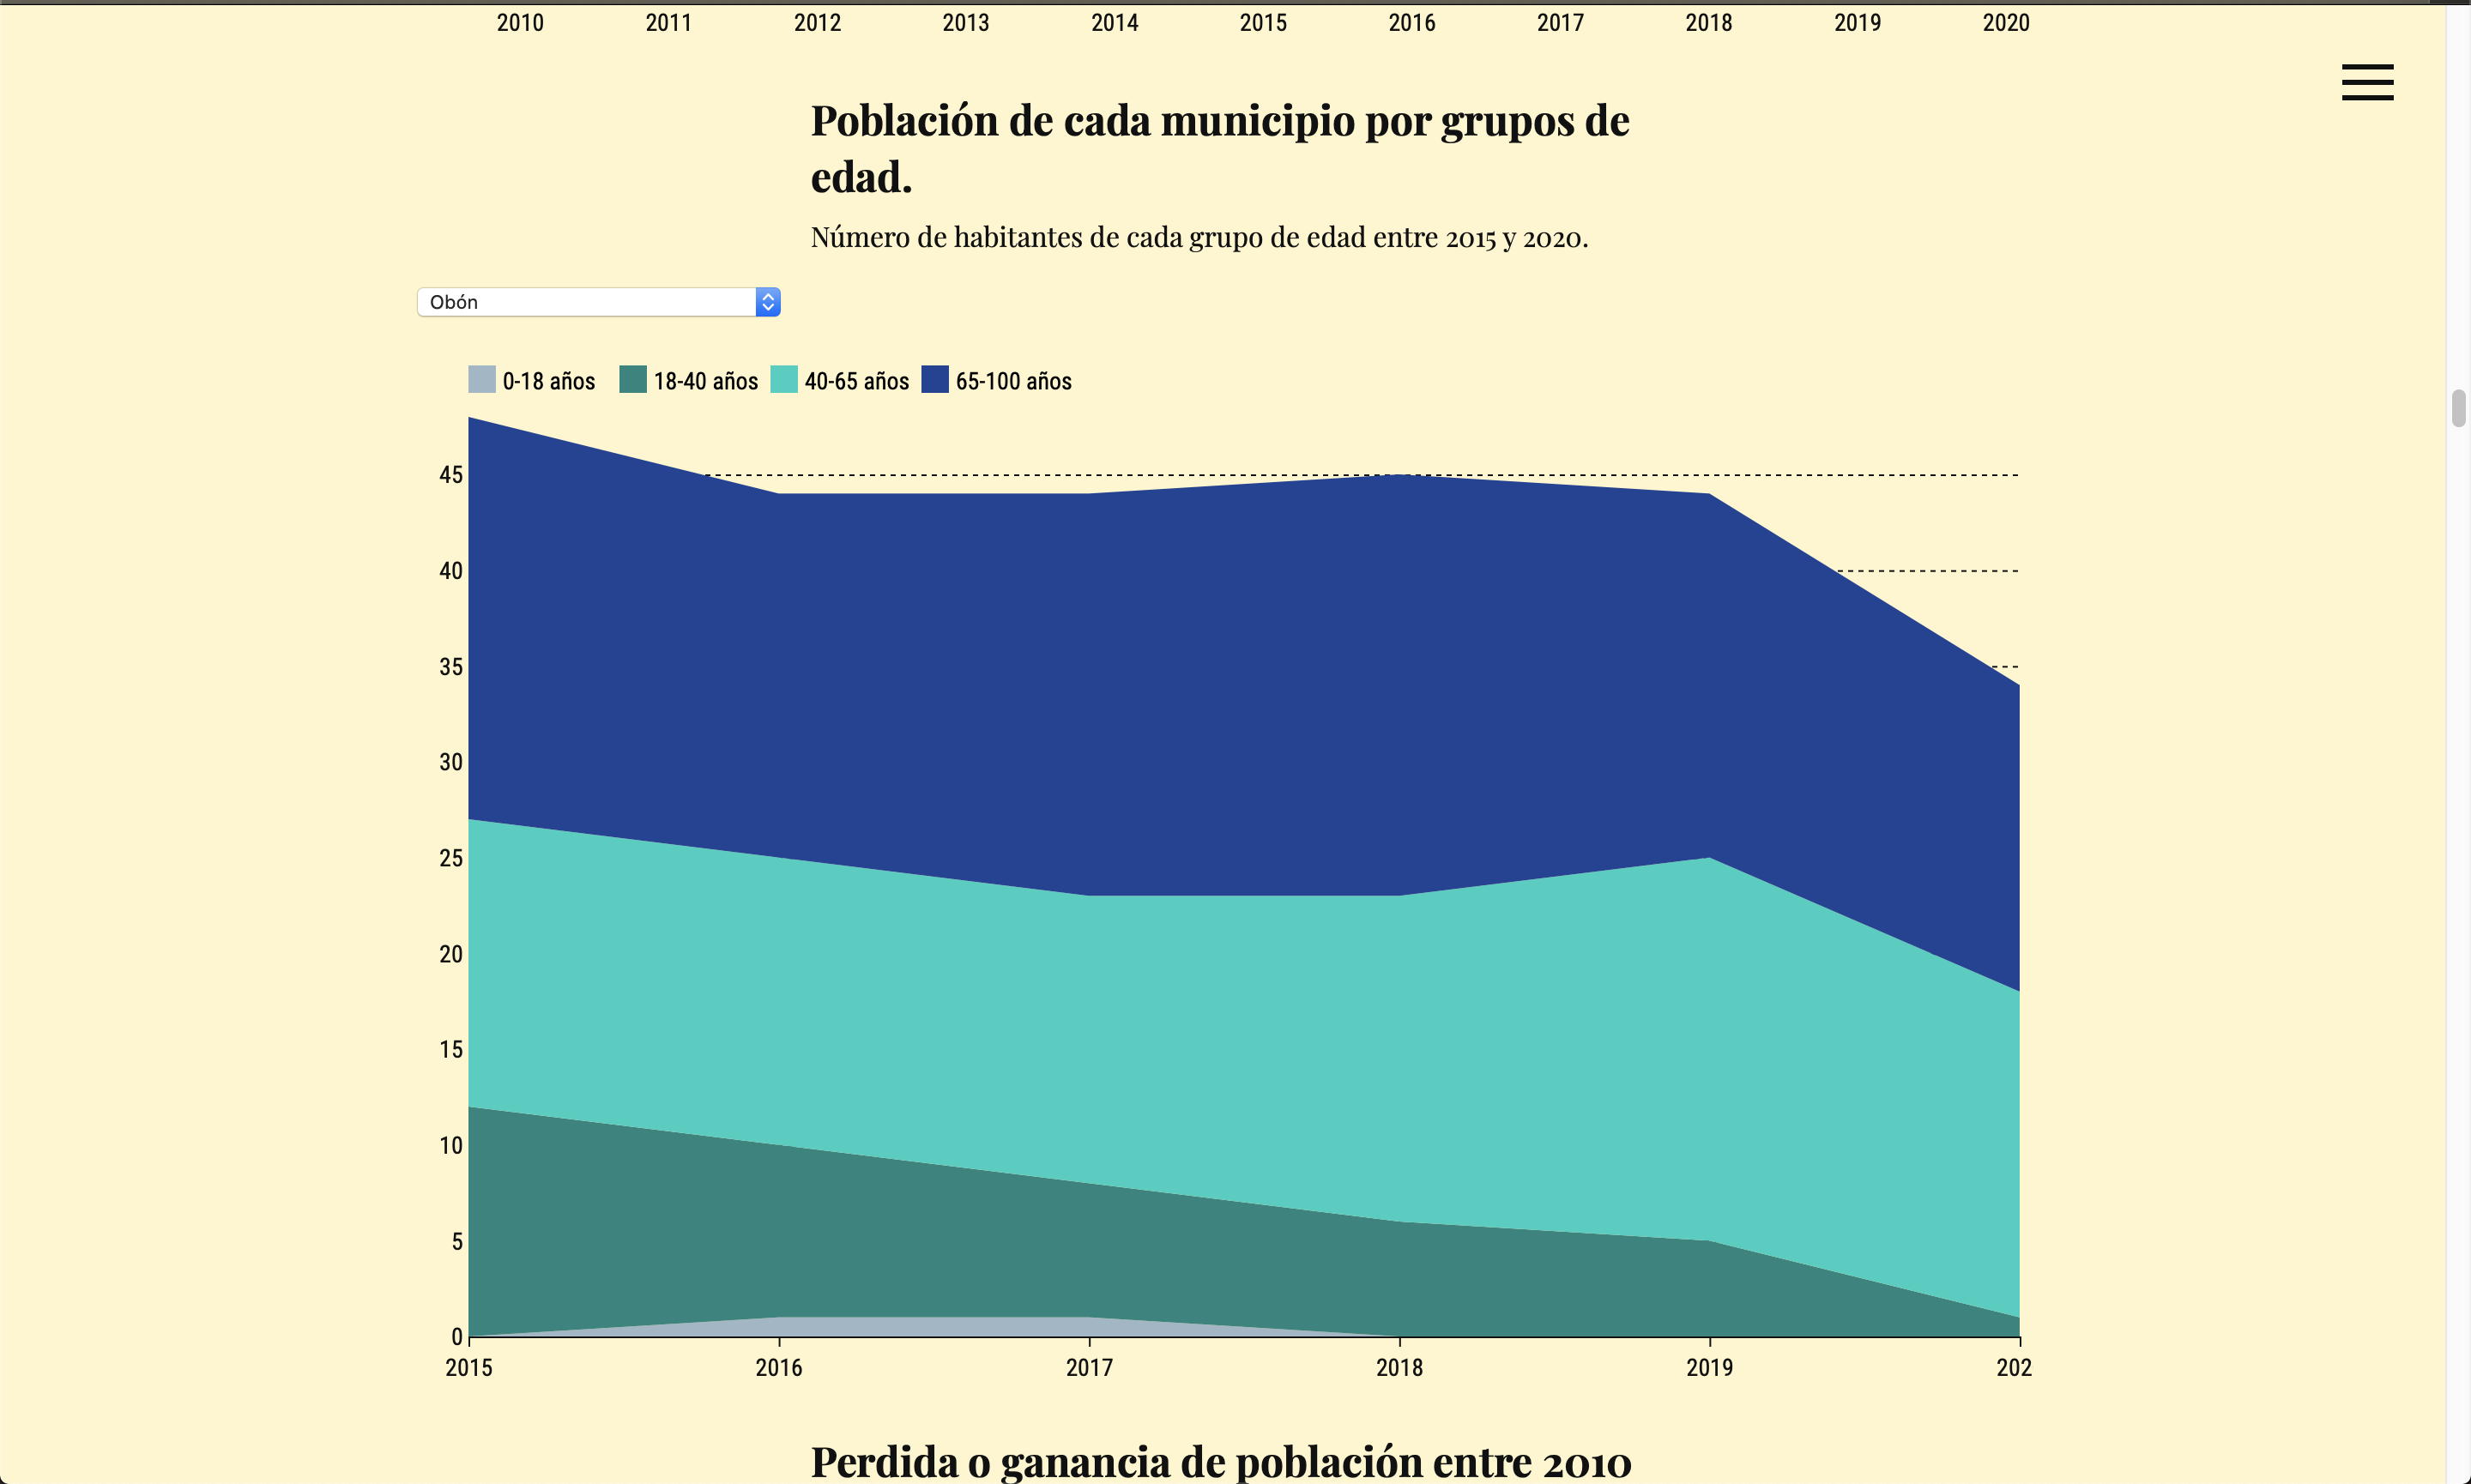 2010 2011 2012 2013 2014 2015 2016 2017 2018 2019 2020
Población de cada municipio por grupos de
edad.
Número de habitantes de cada grupo de edad entre 2015 y 2020.
Obón
0-18 años 18-40 años 40-65 años 65-100 años
45
40
35
30
25
20
15
10
5
0
2015 2016 2017 2018 2019 202
Perdida o ganancia de población entre 2010